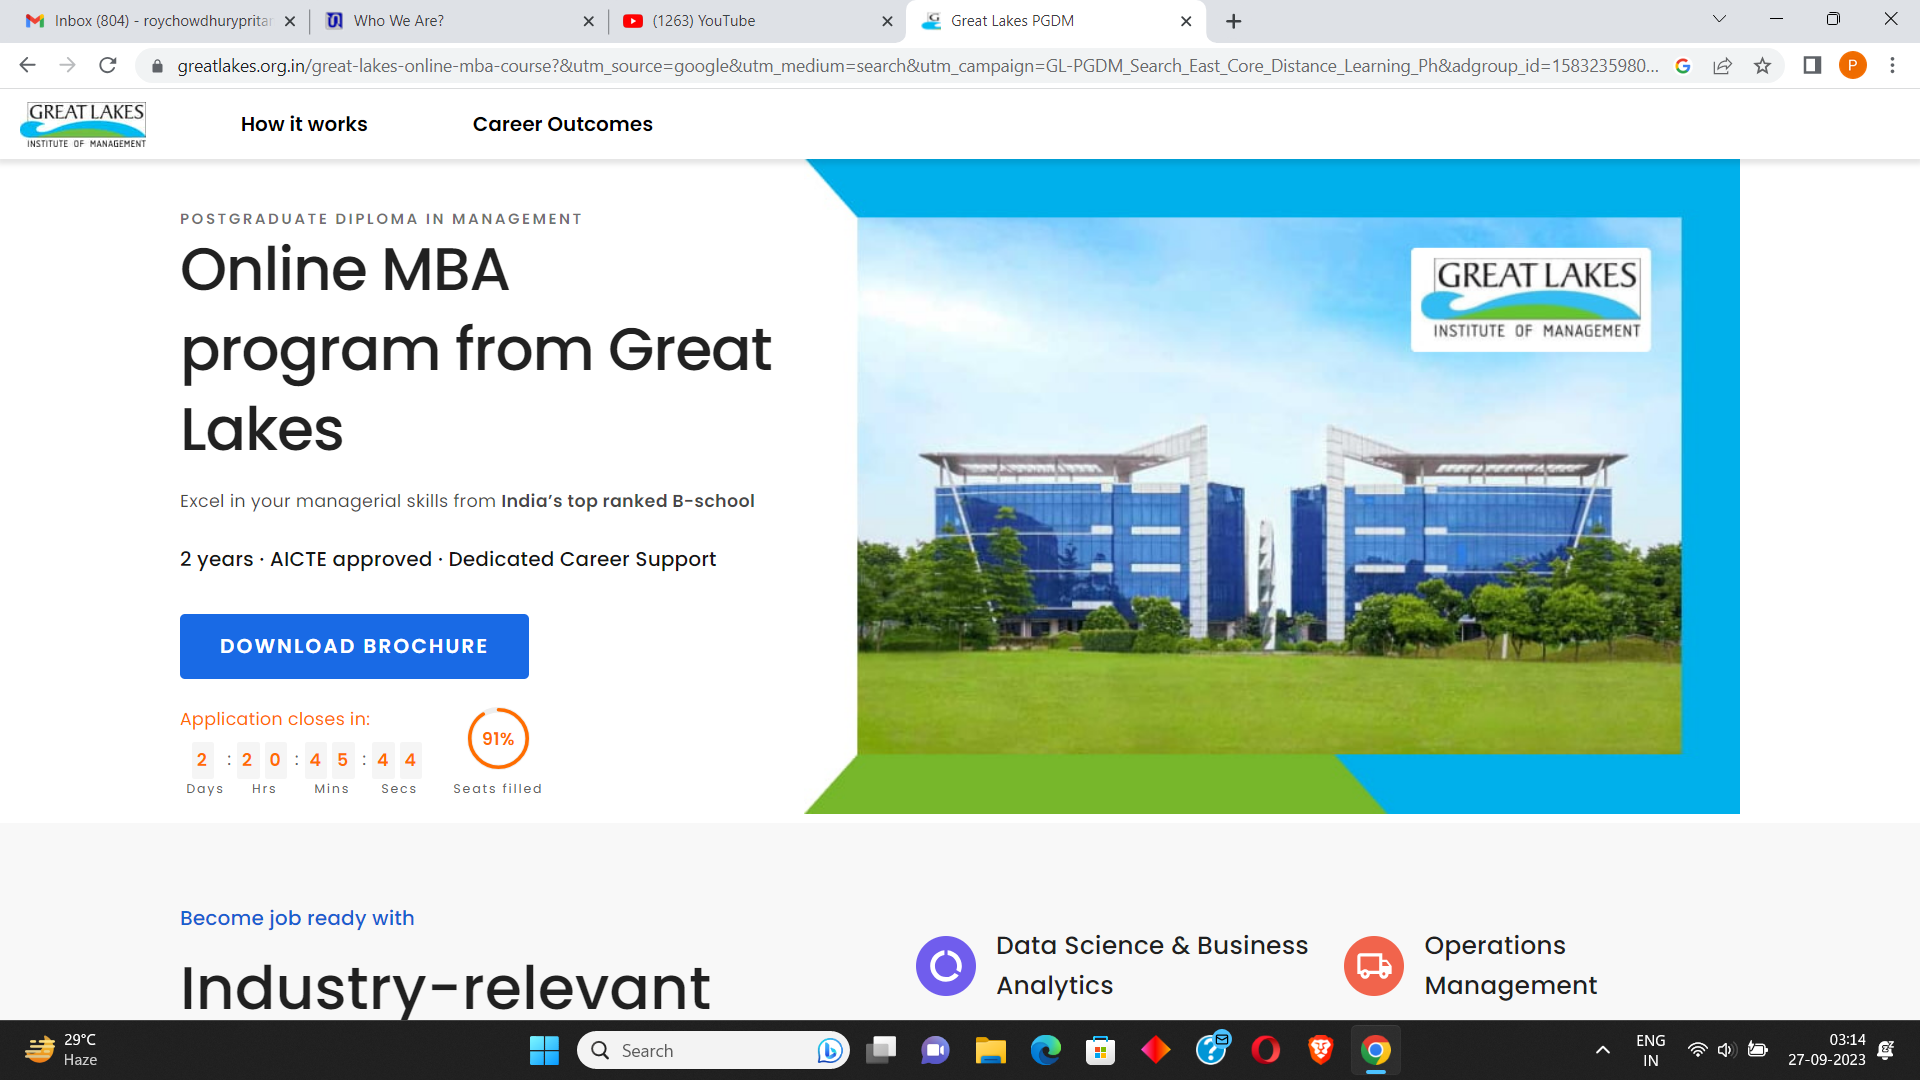 Inbox (804) - roychowdhurypritar
Who We Are?
(1263) YouTube
Great Lakes PGDM
greatlakes.org.in/great-lakes-online-mba-course?&utm_source=google&utm_medium=search&utm_campaign=GL-PGDM_Search_East_Core_Distance_Learning_Ph&adgroup_id=1583235980...
P
GREAT LAKES
INSTITUTE OF MANAGEMENT
How it works
Career Outcomes
POSTGRADUATE DIPLOMA IN MANAGEMENT
Online MBA
program from Great
Lakes
Excel in your managerial skills from India’s top ranked B-school
2 years · AICTE approved · Dedicated Career Support
DOWNLOAD BROCHURE
Application closes in:
2 : 2 0 : 4 5 : 4 4
Days Hrs Mins Secs
91%
Seats filled
GREAT LAKES
INSTITUTE OF MANAGEMENT
Become job ready with
Industry-relevant
Data Science & Business
Analytics
Operations
Management
29°C
Haze
Search
ENG
IN
03:14
27-09-2023